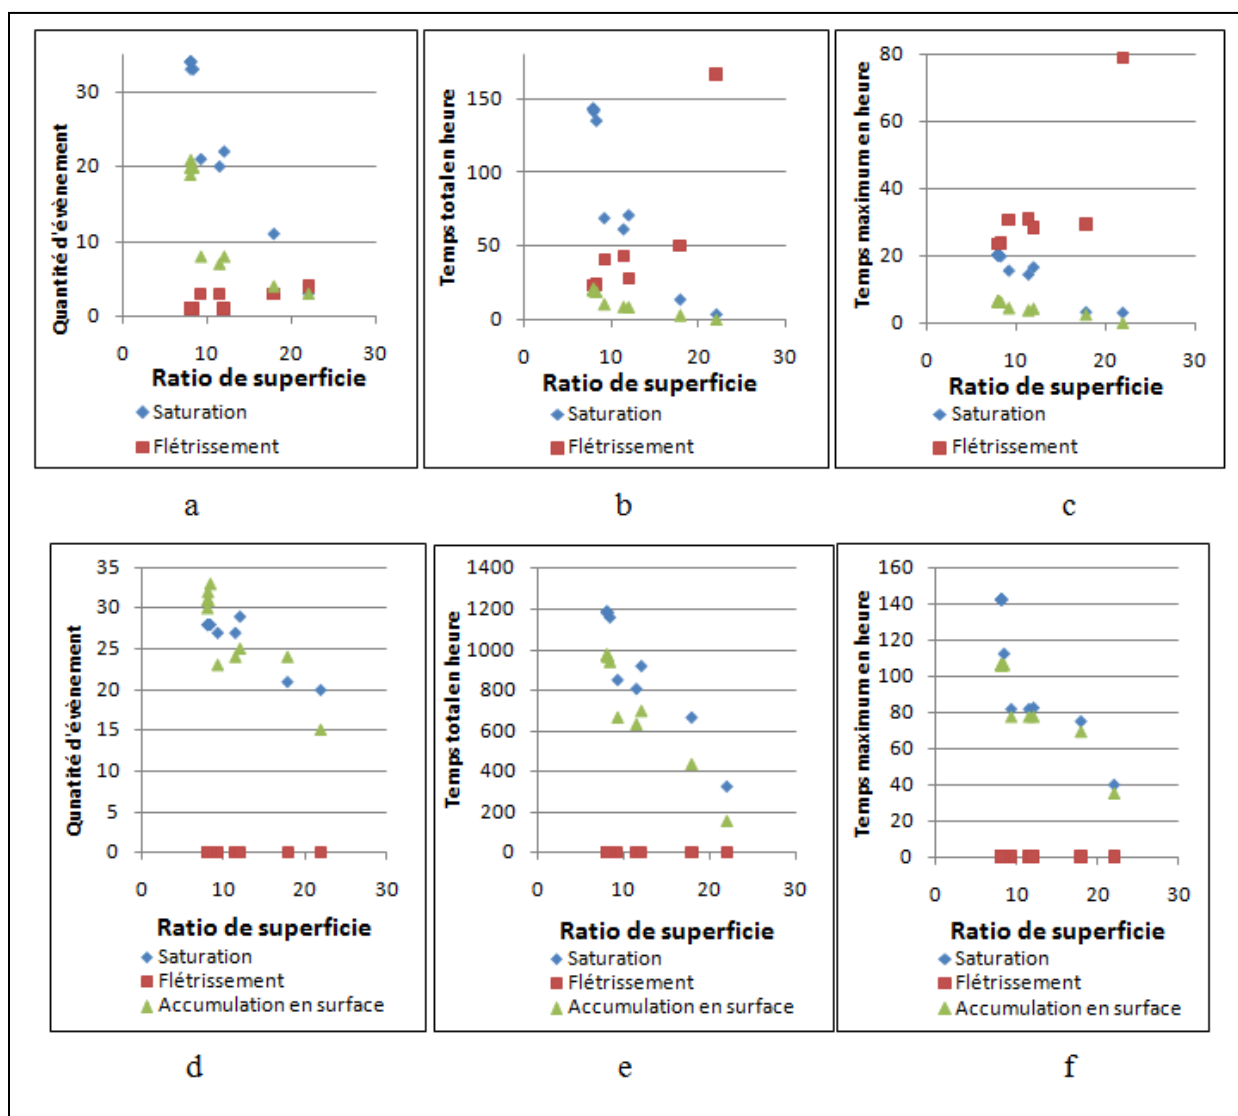 Quantité d'évènement
30
20
10
0
0 10 20 30
Ratio de superficie
Saturation
Flétrissement
a
Temps total en heure
150
100
50
0
0 10 20 30
Ratio de superficie
Saturation
Flétrissement
b
Temps maximum en heure
80
60
40
20
0
0 10 20 30
Ratio de superficie
Saturation
Flétrissement
c
Qunatité d'évènement
35
30
25
20
15
10
5
0
0 10 20 30
Ratio de superficie
Saturation
Flétrissement
Accumulation en surface
d
Temps total en heure
1400
1200
1000
800
600
400
200
0
0 10 20 30
Ratio de superficie
Saturation
Flétrissement
Accumulation en surface
e
Temps maximum en heure
160
140
120
100
80
60
40
20
0
0 10 20 30
Ratio de superficie
Saturation
Flétrissement
Accumulation en surface
f